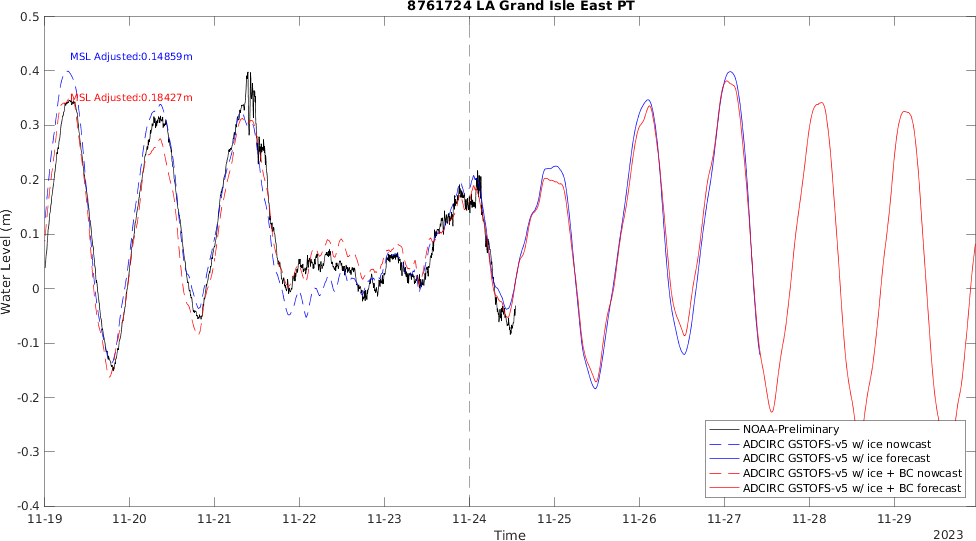 8761724 LA Grand Isle East PT
MSL Adjusted:0.14859m
MSL Adjusted:0.18427m
Water Level (m)
0.5
0.4
0.3
0.2
0.1
0
-0.1
-0.2
-0.3
-0.4
NOAA-Preliminary
ADCIRC GSTOFS-v5 w/ ice nowcast
ADCIRC GSTOFS-v5 w/ ice forecast
ADCIRC GSTOFS-v5 w/ ice + BC nowcast
ADCIRC GSTOFS-v5 w/ ice + BC forecast
11-19 11-20 11-21 11-22 11-23 11-24 11-25 11-26 11-27 11-28 11-29
Time
2023